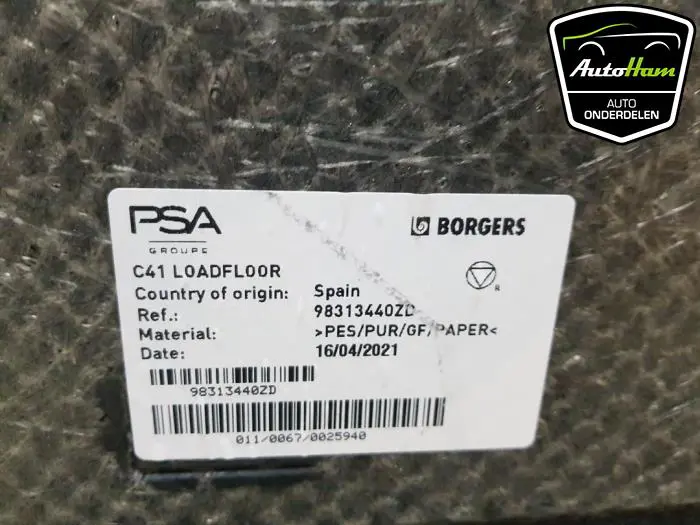 AutoHam
AUTO
ONDERDELEN
PSA
GROUPE
BORGERS
C41 L0ADFL00R
Country of origin: Spain
R
Ref.: 98313440ZD
Material: >PES/PUR/GF/PAPER<
Date: 16/04/2021
98313440ZD
011/0067/0025940